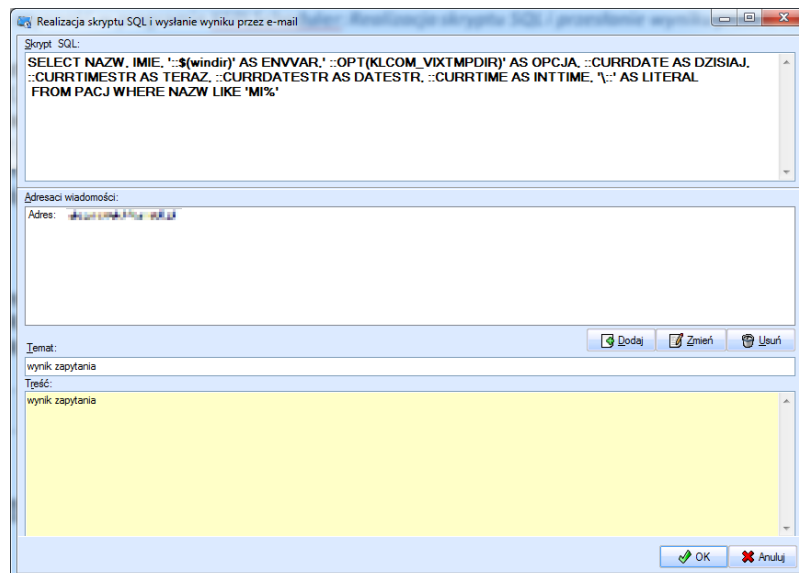 Realizacja skryptu SQL i wysłanie wyniku przez e-mail
Skrypt SQL:
SELECT NAZW, IMIE, '::$(windir)' AS ENVVAR,' ::OPT(KLCOM_VIXTMPDIR)' AS OPCJA, ::CURRDATE AS DZISIAJ,
::CURRTIMESTR AS TERAZ, ::CURRDATESTR AS DATESTR, ::CURRTIME AS INTTIME, '\::' AS LITERAL
FROM PACJ WHERE NAZW LIKE 'MI%'
Adresaci wiadomości:
Adres:
Dodaj
Zmień
Usuń
Temat:
wynik zapytania
Treść:
wynik zapytania
OK
Anuluj